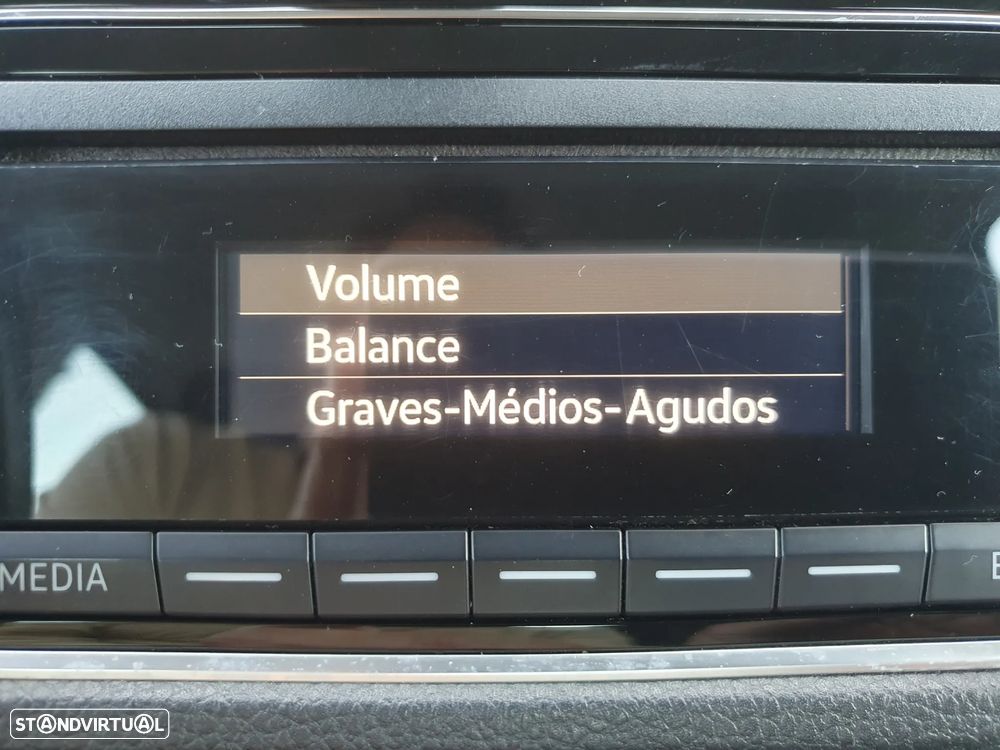 Volume
Balance
Graves-Médios-Agudos
MEDIA
STANDVIRTUAL